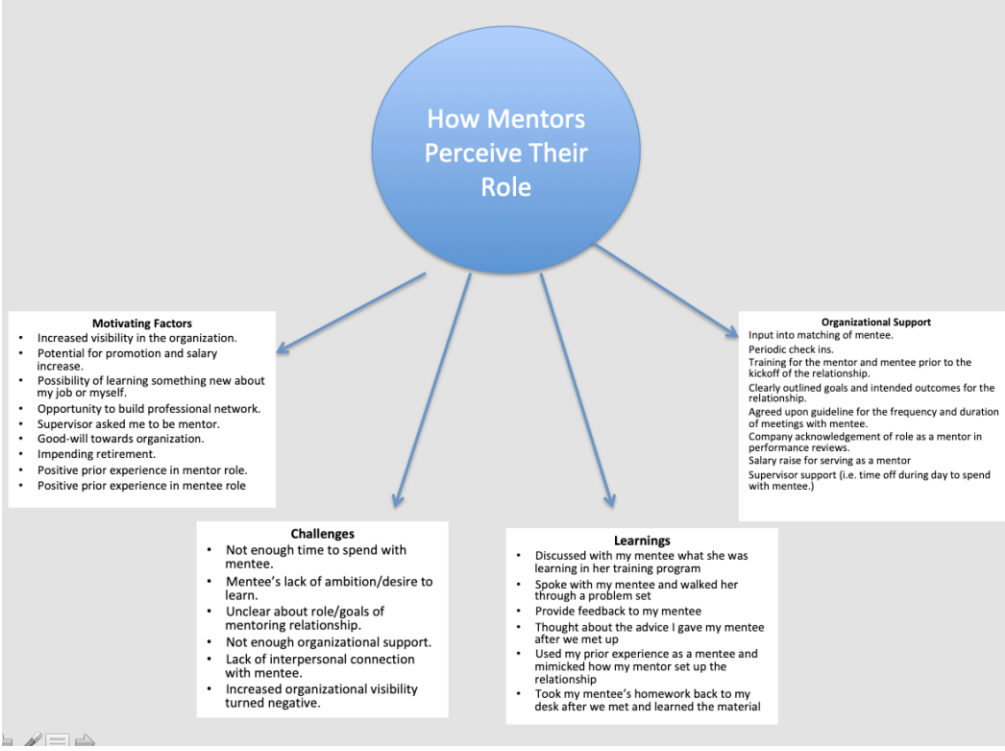 How Mentors
Perceive Their
Role
Motivating Factors
• Increased visibility in the organization.
• Potential for promotion and salary
increase.
• Possibility of learning something new about
my job or myself.
• Opportunity to build professional network.
• Supervisor asked me to be mentor.
• Good-will towards organization.
• Impending retirement.
• Positive prior experience in mentor role.
• Positive prior experience in mentee role
Organizational Support
Input into matching of mentee.
Periodic check ins.
Training for the mentor and mentee prior to the
kickoff of the relationship.
Clearly outlined goals and intended outcomes for the
relationship.
Agreed upon guideline for the frequency and duration
of meetings with mentee.
Company acknowledgement of role as a mentor in
performance reviews.
Salary raise for serving as a mentor
Supervisor support (i.e. time off during day to spend
with mentee.)
Challenges
• Not enough time to spend with
mentee.
• Mentee's lack of ambition/desire to
learn.
• Unclear about role/goals of
mentoring relationship.
• Not enough organizational support.
• Lack of interpersonal connection
with mentee.
• Increased organizational visibility
turned negative.
Learnings
• Discussed with my mentee what she was
learning in her training program
• Spoke with my mentee and walked her
through a problem set
• Provide feedback to my mentee
• Thought about the advice I gave my mentee
after we met up
• Used my prior experience as a mentee and
mimicked how my mentor set up the
relationship
• Took my mentee's homework back to my
desk after we met and learned the material